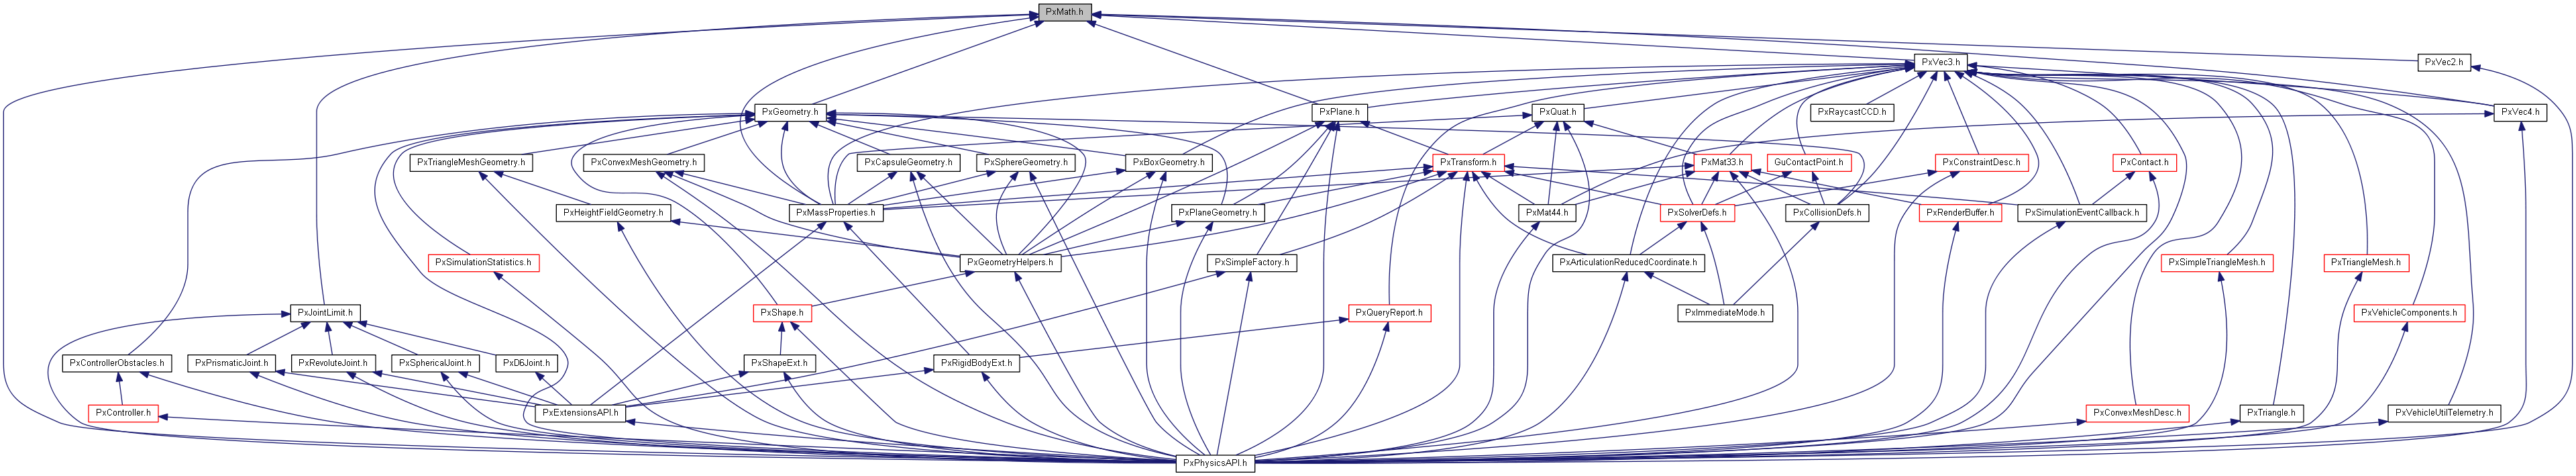 PxMath.h
PxVec3.h
PxVec2.h
PxGeometry.h
PxPlane.h
PxQuat.h
PxRaycastCCD.h
PxVec4.h
PxTriangleMeshGeometry.h
PxConvexMeshGeometry.h
PxCapsuleGeometry.h
PxSphereGeometry.h
PxBoxGeometry.h
PxTransform.h
PxMat33.h
GuContactPoint.h
PxConstraintDesc.h
PxContact.h
PxHeightFieldGeometry.h
PxMassProperties.h
PxPlaneGeometry.h
PxMat44.h
PxSolverDefs.h
PxCollisionDefs.h
PxRenderBuffer.h
PxSimulationEventCallback.h
PxSimulationStatistics.h
PxGeometryHelpers.h
PxSimpleFactory.h
PxArticulationReducedCoordinate.h
PxSimpleTriangleMesh.h
PxTriangleMesh.h
PxJointLimit.h
PxShape.h
PxQueryReport.h
PxImmediateMode.h
PxVehicleComponents.h
PxControllerObstacles.h
PxPrismaticJoint.h
PxRevoluteJoint.h
PxSphericalJoint.h
PxD6Joint.h
PxShapeExt.h
PxRigidBodyExt.h
PxController.h
PxExtensionsAPI.h
PxConvexMeshDesc.h
PxTriangle.h
PxVehicleUtilTelemetry.h
PxPhysicsAPI.h